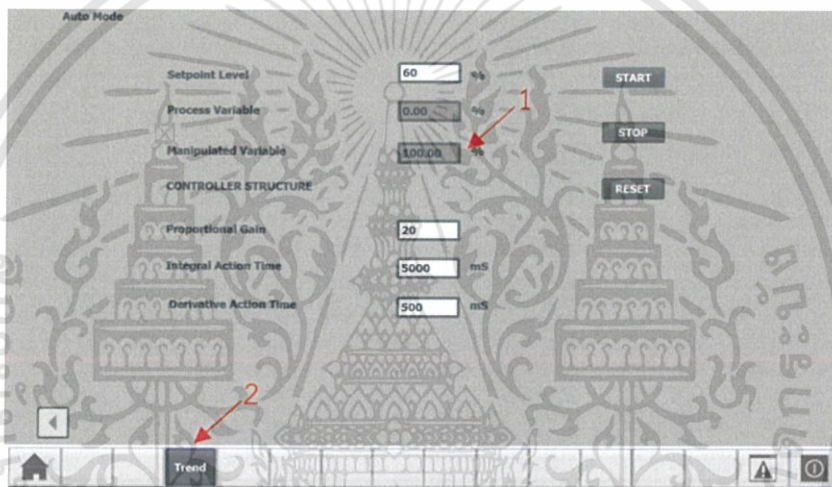 Auto Mode
Setpoint Level 60 % START
Process Variable 0.00 %
1
Manipulated Variable 100.00 % STOP
CONTROLLER STRUCTURE RESET
Proportional Gain 20
Integral Action Time 5000 mS
Derivative Action Time 500 mS
2
Trend